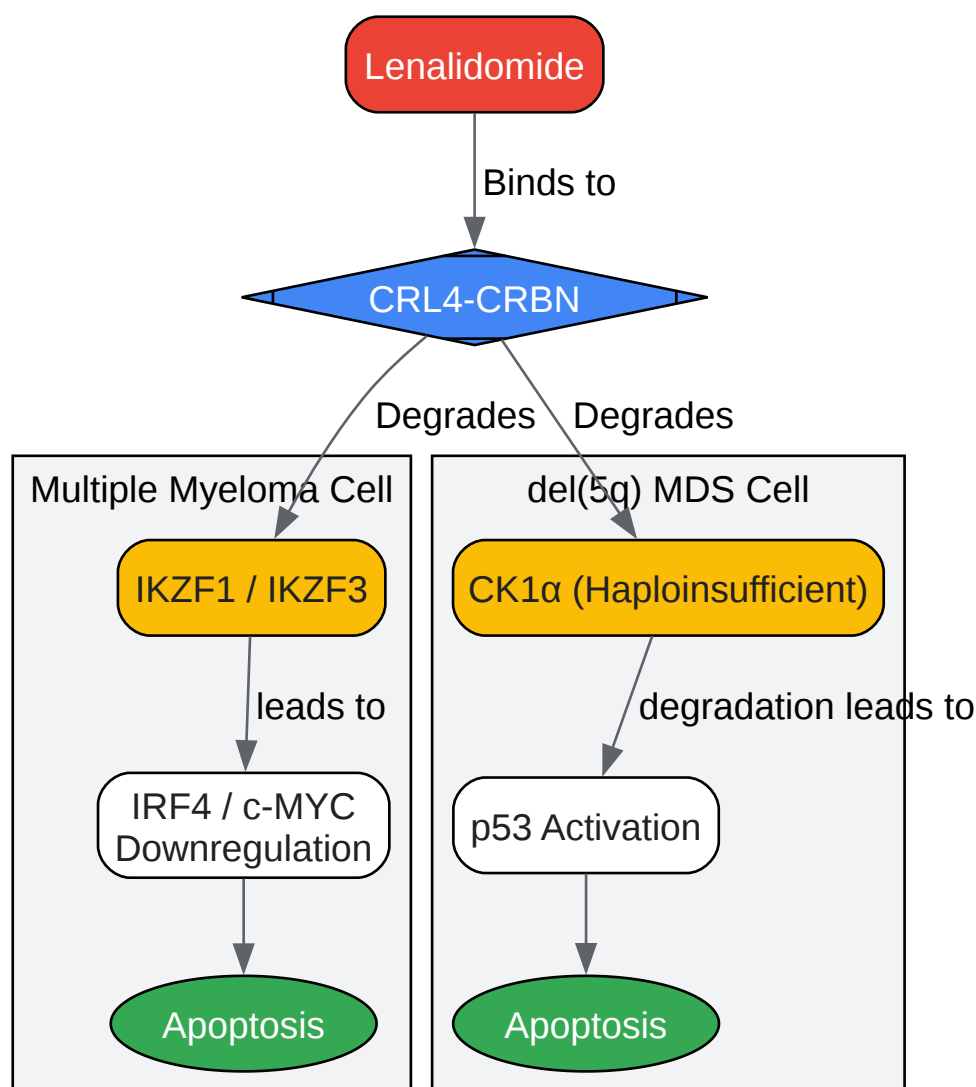 Lenalidomide
Binds to
CRL4-CRBN
Degrades
Degrades
Multiple Myeloma Cell
del(5q) MDS Cell
IKZF1 / IKZF3
CK1α (Haploinsufficient)
leads to
degradation leads to
IRF4 / c-MYC
Downregulation
p53 Activation
Apoptosis
Apoptosis